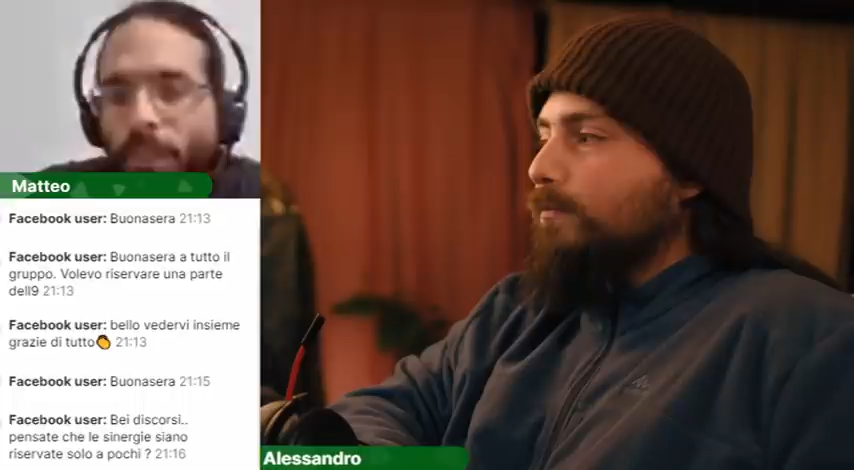 Matteo
Facebook user: Buonasera 21:13
Facebook user: Buonasera a tutto il
gruppo. Volevo riservare una parte
dell9 21:13
Facebook user: bello vedervi insieme
grazie di tutto👏 21:13
Facebook user: Buonasera 21:15
Facebook user: Bei discorsi..
pensate che le sinergie siano
riservate solo a pochi ? 21:16
Alessandro